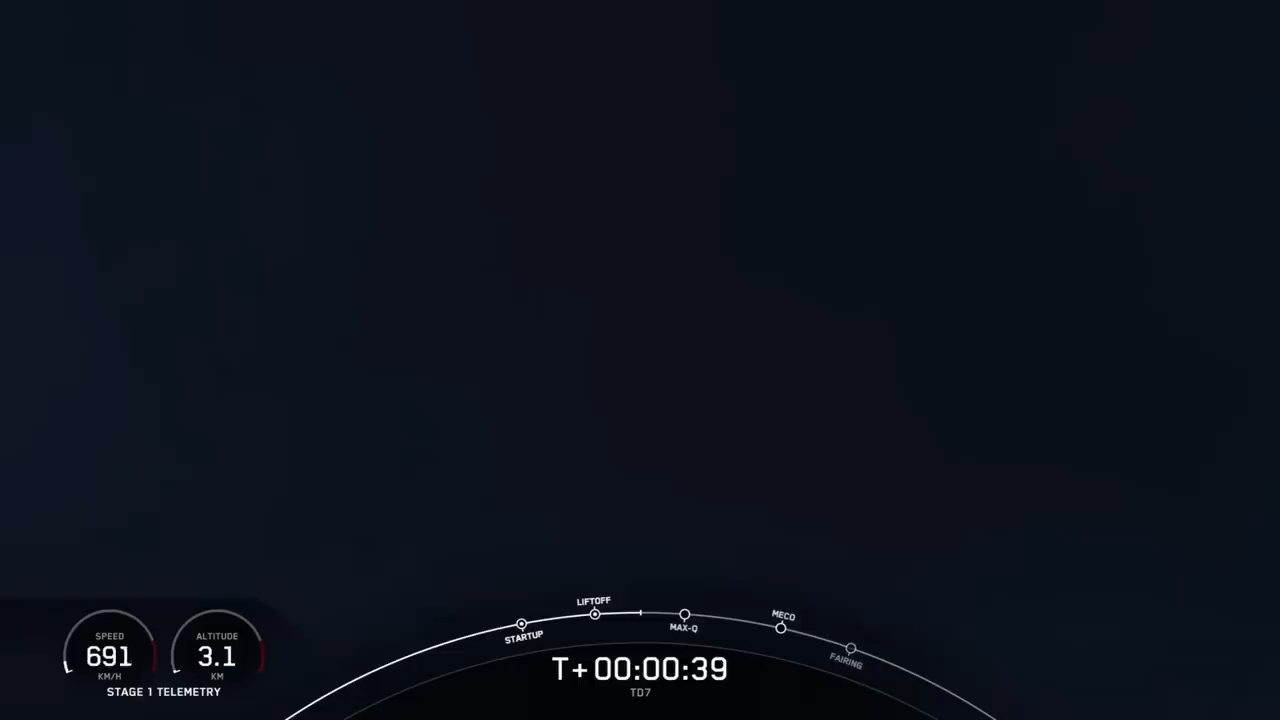 LIFTOFF
STARTUP
MAX-Q
MECO
FAIRING
SPEED
691
KM/H
ALTITUDE
3.1
KM
STAGE 1 TELEMETRY
T+00:00:39
TD7